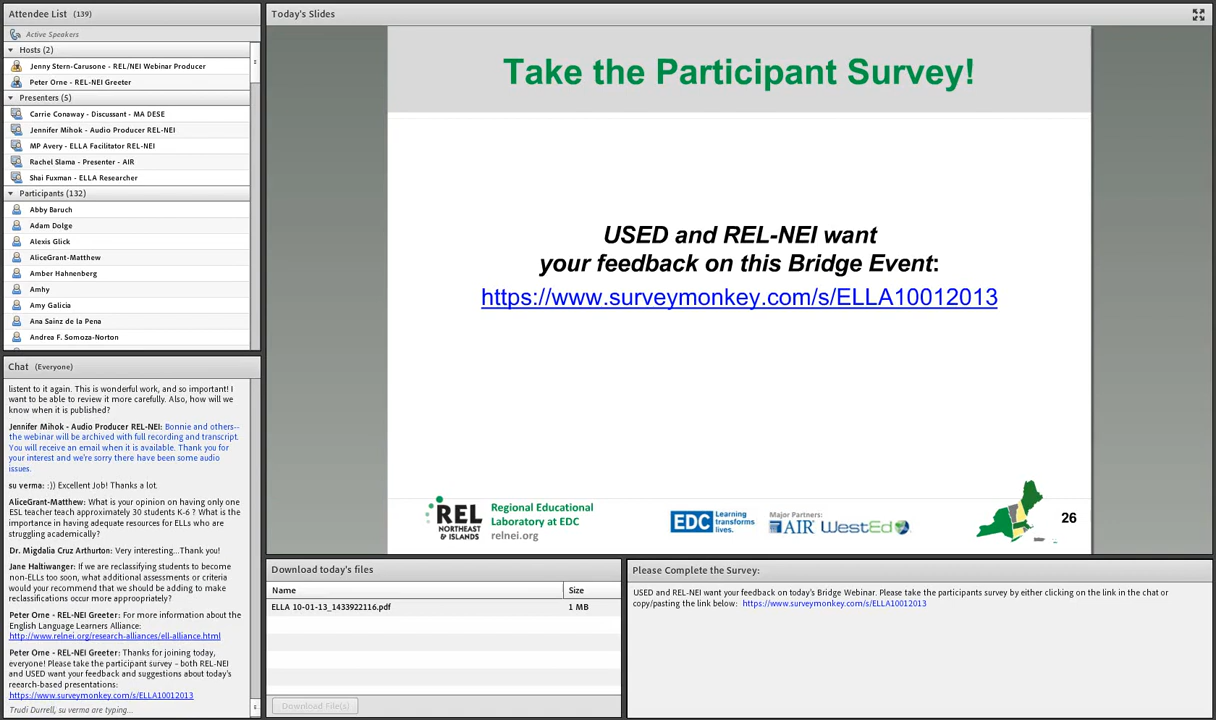 Attendee List (139)
Active Speakers
Hosts (2)
Jenny Stern-Carusone - REL/NEI Webinar Producer
Peter Orne - REL-NEI Greeter
Presenters (5)
Carrie Conaway - Discussant - MA DESE
Jennifer Mihok - Audio Producer REL-NEI
MP Avery - ELLA Facilitator REL-NEI
Rachel Slama - Presenter - AIR
Shai Fuxman - ELLA Researcher
Participants (132)
Abby Baruch
Adam Dolge
Alexis Glick
AliceGrant-Matthew
Amber Hahnenberg
Amhy
Amy Galicia
Ana Sainz de la Pena
Andrea F. Somoza-Norton
Chat (Everyone)
listent to it again. This is wonderful work, and so important! I
want to be able to review it more carefully. Also, how will we
know when it is published?
Jennifer Mihok - Audio Producer REL-NEI: Bonnie and others--
the webinar will be archived with full recording and transcript.
You will receive an email when it is available. Thank you for
your interest and we're sorry there have been some audio
issues.
su verma: :)) Excellent Job! Thanks a lot.
AliceGrant-Matthew: What is your opinion on having only one
ESL teacher teach approximately 30 students K-6 ? What is the
importance in having adequate resources for ELLs who are
struggling academically?
Dr. Migdalia Cruz Arthurton: Very interesting...Thank you!
Jane Haltiwanger: If we are reclassifying students to become
non-ELLs too soon, what additional assessments or criteria
would your recommend that we should be adding to make
reclassifications occur more appropriately?
Peter Orne - REL-NEI Greeter: For more information about the
English Language Learners Alliance:
http://www.relnei.org/research-alliances/ell-alliance.html
Peter Orne - REL-NEI Greeter: Thanks for joining today,
everyone! Please take the participant survey - both REL-NEI
and USED want your feedback and suggestions about today's
rearch-based presentations:
https://www.surveymonkey.com/s/ELLA10012013
Trudi Durrell, su verma are typing...
Today's Slides
Take the Participant Survey!
USED and REL-NEI want
your feedback on this Bridge Event:
https://www.surveymonkey.com/s/ELLA10012013
REL
NORTHEAST
& ISLANDS
Regional Educational
Laboratory at EDC
relnei.org
EDC Learning
transforms
lives.
Major Partners:
AIR WestEd
26
Download today's files
Name Size
ELLA 10-01-13_1433922116.pdf 1 MB
Download File(s)
Please Complete the Survey:
USED and REL-NEI want your feedback on today's Bridge Webinar. Please take the participants survey by either clicking on the link in the chat or
copy/pasting the link below: https://www.surveymonkey.com/s/ELLA10012013